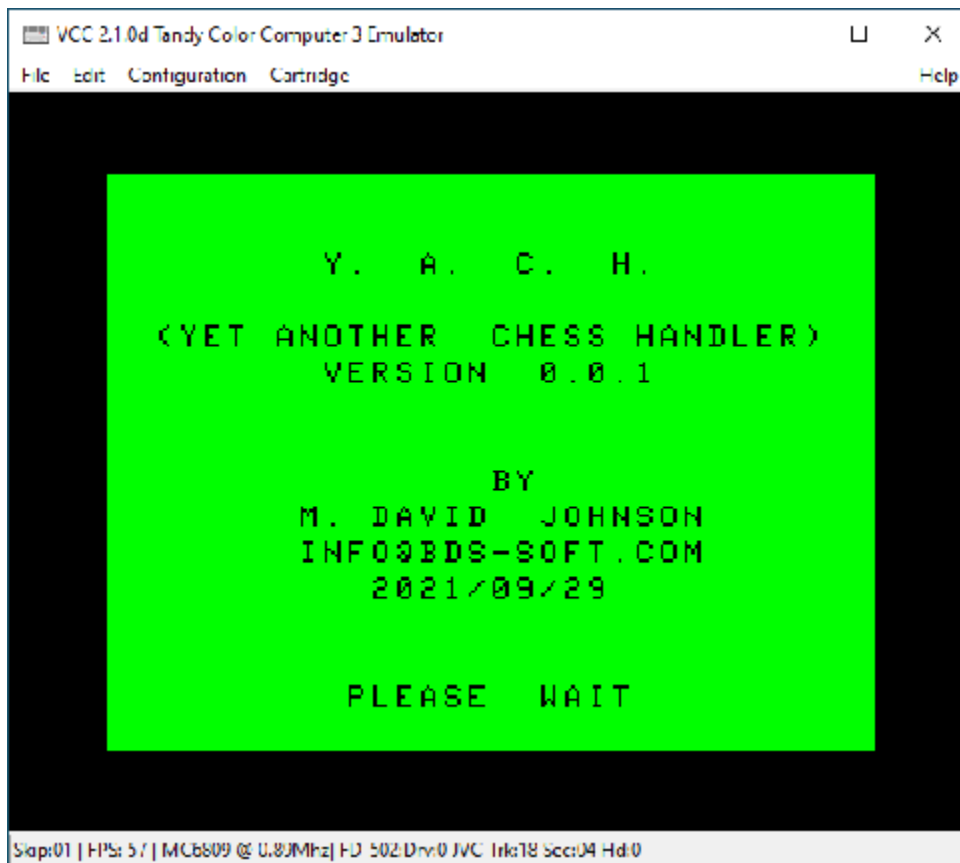 VCC 2.1.0d Tandy Color Computer 3 Emulator
File Edit Configuration Cartridge Help
Y. A. C. H.
(YET ANOTHER CHESS HANDLER)
VERSION 0.0.1
BY
M. DAVID JOHNSON
INFO@BDS-SOFT.COM
2021/09/29
PLEASE WAIT
Skip:01 | FPS: 57 | MC6809 @ 0.89Mhz| FD-502:Drv:0 JVC Trk:18 Sec:04 Hd:0